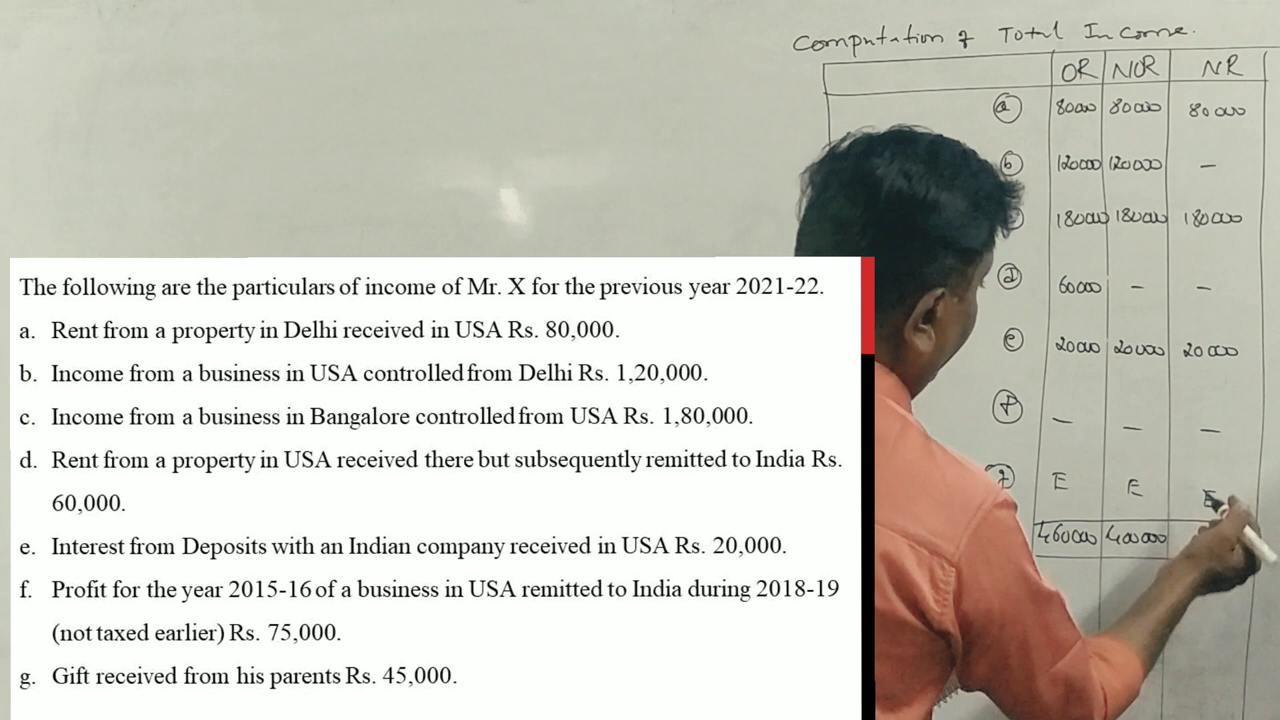 Computation of Total Income.
OR NOR NR
a 80000 80000 80000
b 120000 120000 —
180000 180000 180000
d 60000 — —
e 20000 20000 20000
f — — —
g E E E
460000 400000
The following are the particulars of income of Mr. X for the previous year 2021-22.
a. Rent from a property in Delhi received in USA Rs. 80,000.
b. Income from a business in USA controlled from Delhi Rs. 1,20,000.
c. Income from a business in Bangalore controlled from USA Rs. 1,80,000.
d. Rent from a property in USA received there but subsequently remitted to India Rs.
60,000.
e. Interest from Deposits with an Indian company received in USA Rs. 20,000.
f. Profit for the year 2015-16 of a business in USA remitted to India during 2018-19
(not taxed earlier) Rs. 75,000.
g. Gift received from his parents Rs. 45,000.